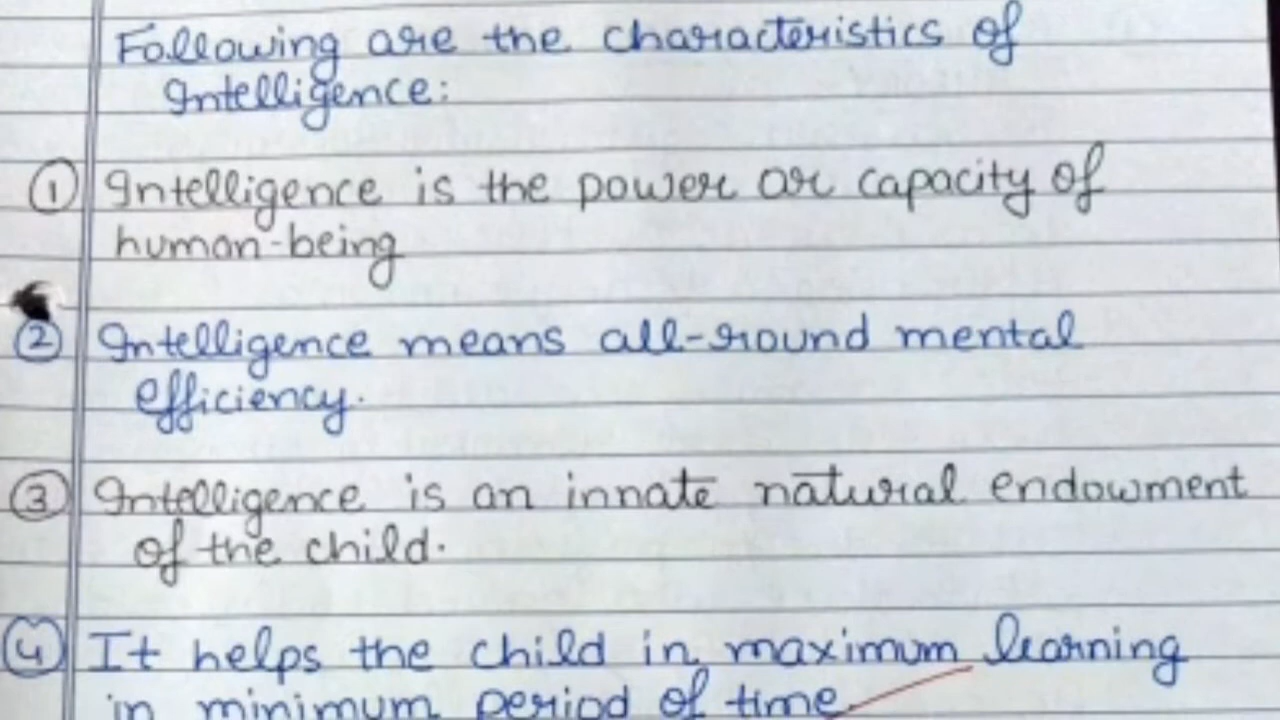 Following are the characteristics of
Intelligence:
① Intelligence is the power or capacity of
human-being
② Intelligence means all-round mental
efficiency.
③ Intelligence is an innate natural endowment
of the child.
④ It helps the child in maximum learning
in minimum period of time